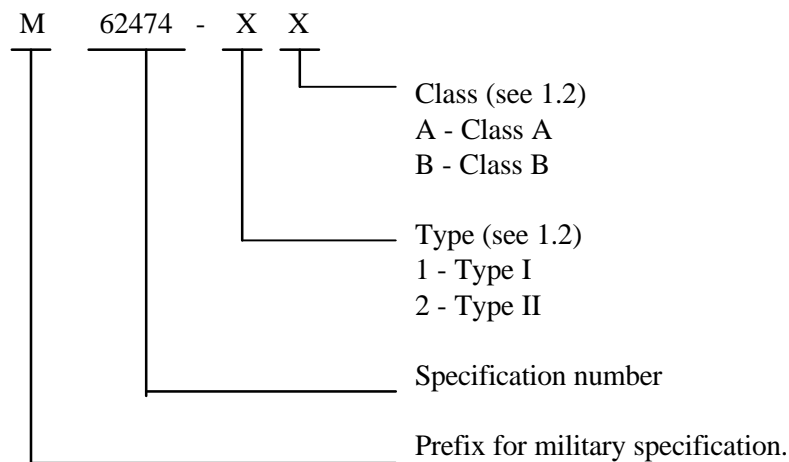 M 62474 - X X
Class (see 1.2)
A - Class A
B - Class B
Type (see 1.2)
1 - Type I
2 - Type II
Specification number
Prefix for military specification.